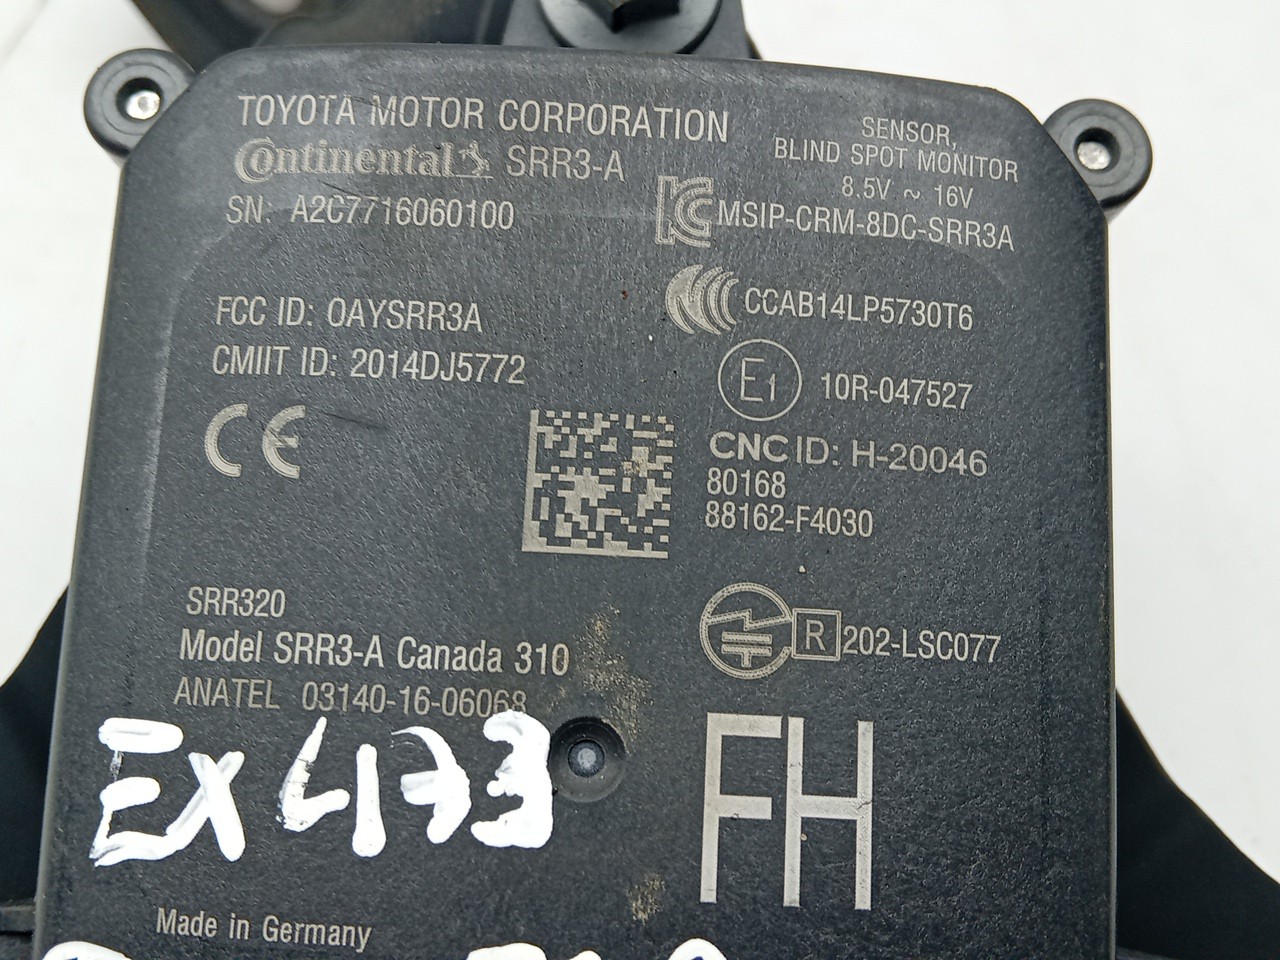 TOYOTA MOTOR CORPORATION
Continental SRR3-A
SN: A2C7716060100
SENSOR,
BLIND SPOT MONITOR
8.5V ~ 16V
MSIP-CRM-8DC-SRR3A
FCC ID: OAYSRR3A
CMIIT ID: 2014DJ5772
CE
CCAB14LP5730T6
E1 10R-047527
CNC ID: H-20046
80168
88162-F4030
SRR320
Model SRR3-A Canada 310
ANATEL 03140-16-06068
R 202-LSC077
EX4173
FH
Made in Germany